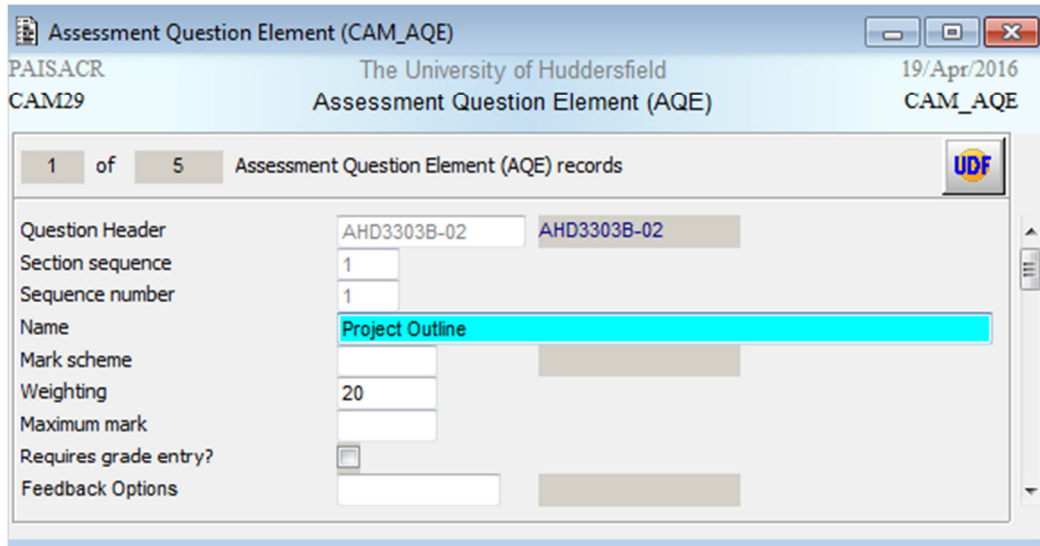 Assessment Question Element (CAM_AQE)
PAISACR The University of Huddersfield 19/Apr/2016
CAM29 Assessment Question Element (AQE) CAM_AQE
1 of 5 Assessment Question Element (AQE) records UDF
Question Header AHD3303B-02 AHD3303B-02
Section sequence 1
Sequence number 1
Name Project Outline
Mark scheme
Weighting 20
Maximum mark
Requires grade entry?
Feedback Options